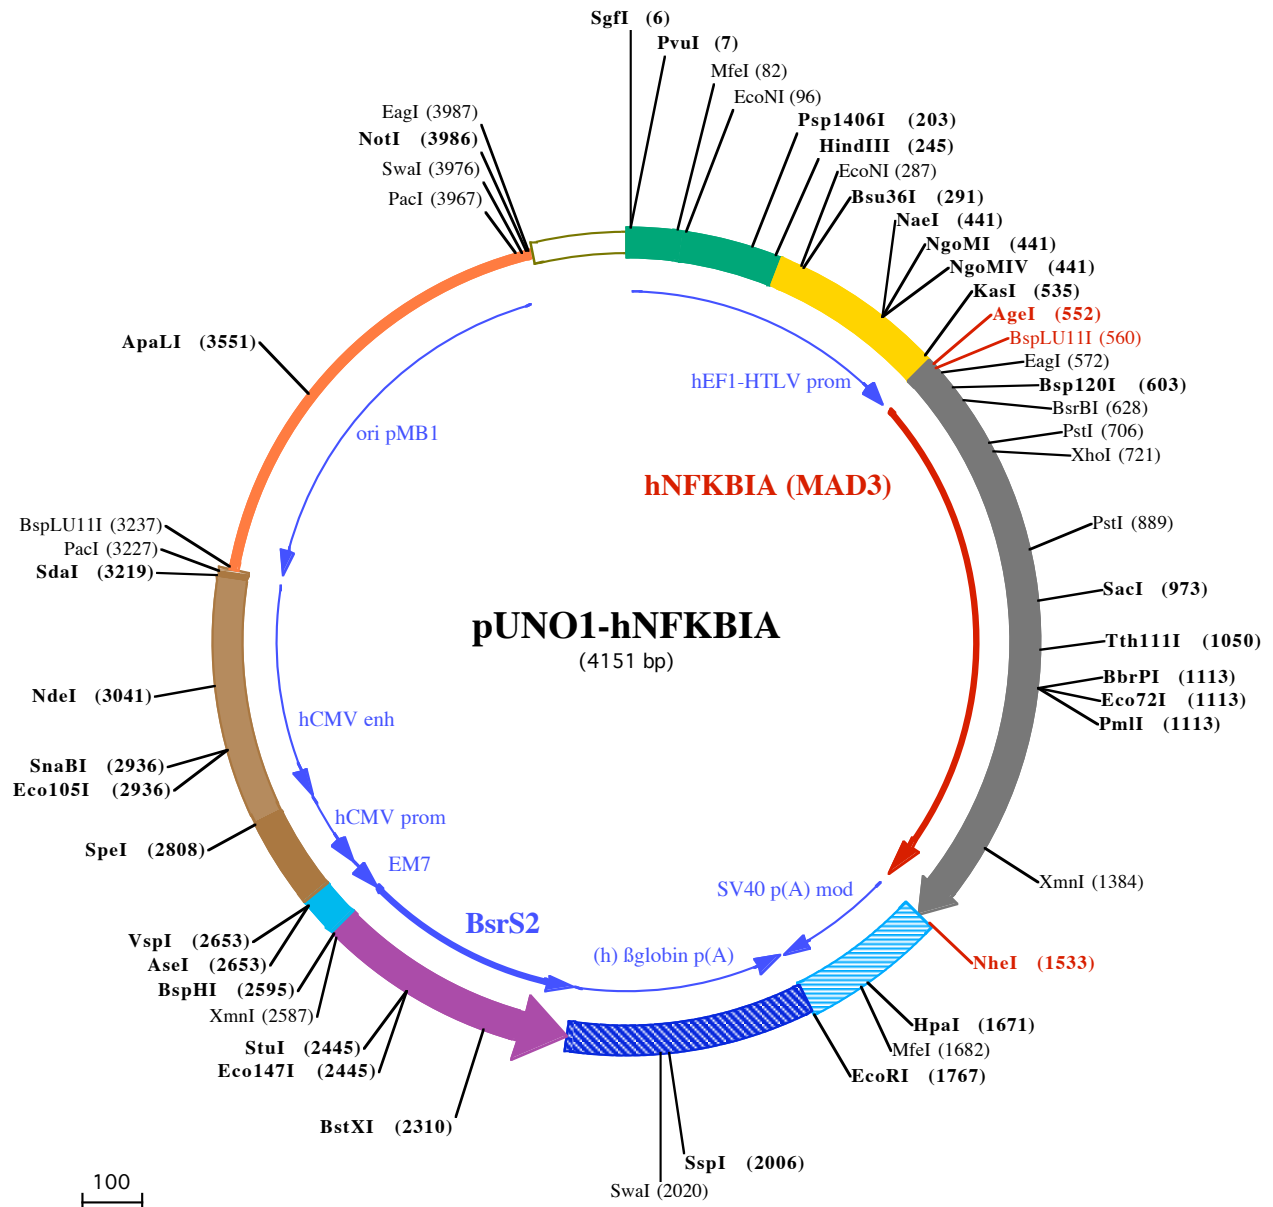 SgfI (6)
PvuI (7)
MfeI (82)
EcoNI (96)
Psp1406I (203)
HindIII (245)
EcoNI (287)
Bsu36I (291)
NaeI (441)
NgoMI (441)
NgoMIV (441)
KasI (535)
AgeI (552)
BspLU11I (560)
EagI (572)
Bsp120I (603)
BsrBI (628)
PstI (706)
XhoI (721)
PstI (889)
SacI (973)
Tth111I (1050)
BbrPI (1113)
Eco72I (1113)
PmlI (1113)
XmnI (1384)
NheI (1533)
HpaI (1671)
MfeI (1682)
EcoRI (1767)
SspI (2006)
SwaI (2020)
BstXI (2310)
Eco147I (2445)
StuI (2445)
XmnI (2587)
BspHI (2595)
AseI (2653)
VspI (2653)
SpeI (2808)
Eco105I (2936)
SnaBI (2936)
NdeI (3041)
SdaI (3219)
PacI (3227)
BspLU11I (3237)
ApaLI (3551)
PacI (3967)
SwaI (3976)
NotI (3986)
EagI (3987)
hEF1-HTLV prom
ori pMB1
hNFKBIA (MAD3)
pUNO1-hNFKBIA
(4151 bp)
hCMV enh
hCMV prom
EM7
BsrS2
(h) ßglobin p(A)
SV40 p(A) mod
100